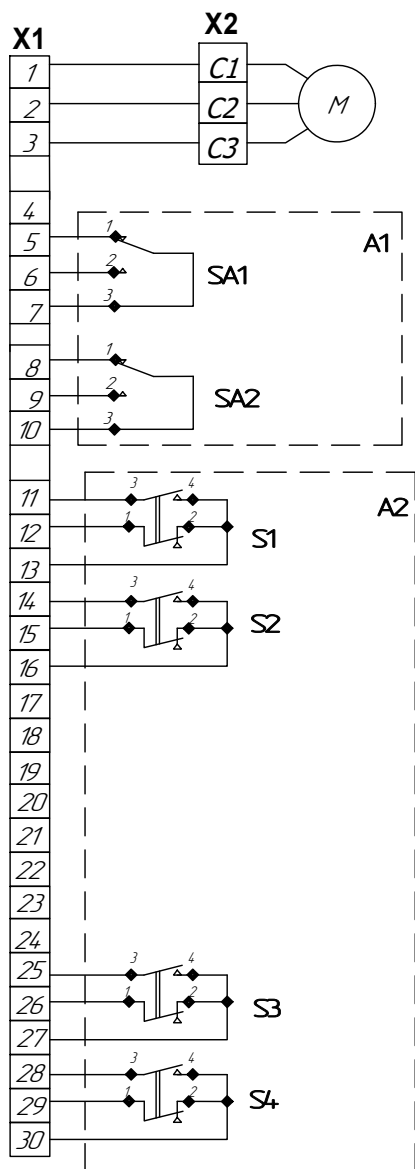 X1 X2
1 C1
2 C2 M
3 C3
4
5 1 A1
6 2 SA1
7 3
8 1
9 2 SA2
10 3
11 3 4 A2
12 1 2 S1
13
14 3 4
15 1 2 S2
16
17
18
19
20
21
22
23
24
25 3 4
26 1 2 S3
27
28 3 4
29 1 2 S4
30